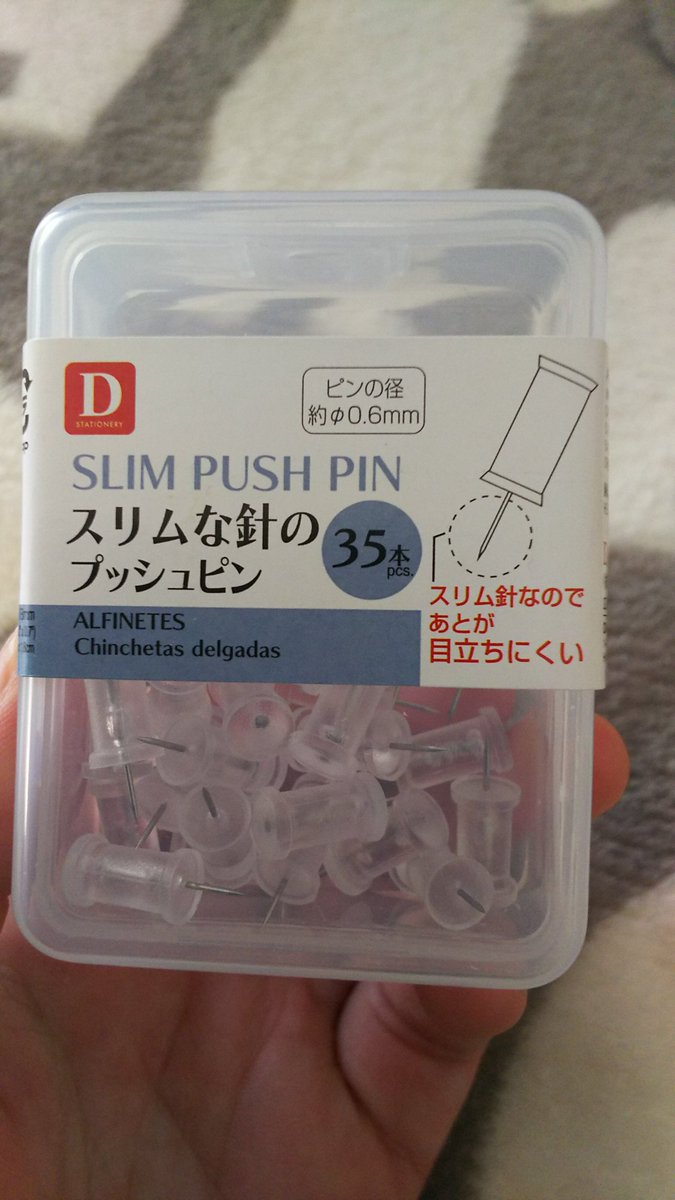 D
STATIONERY
ピンの径
約φ0.6mm
SLIM PUSH PIN
スリムな針の
プッシュピン
35本
pcs.
スリム針なので
あとが
目立ちにくい
ALFINETES
Chinchetas delgadas